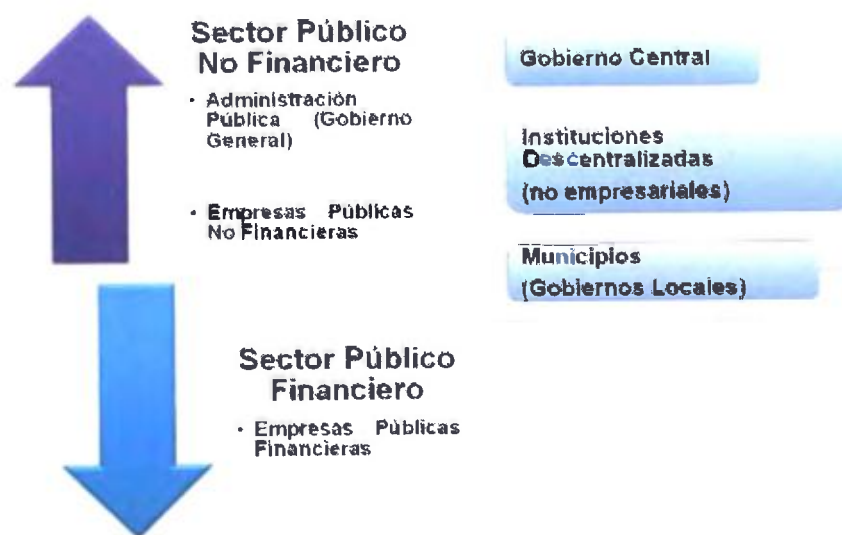 Sector Público
No Financiero
• Administración
Pública (Gobierno
General)
• Empresas Públicas
No Financieras
Gobierno Central
Instituciones
Descentralizadas
(no empresariales)
Municipios
(Gobiernos Locales)
Sector Público
Financiero
• Empresas Públicas
Financieras